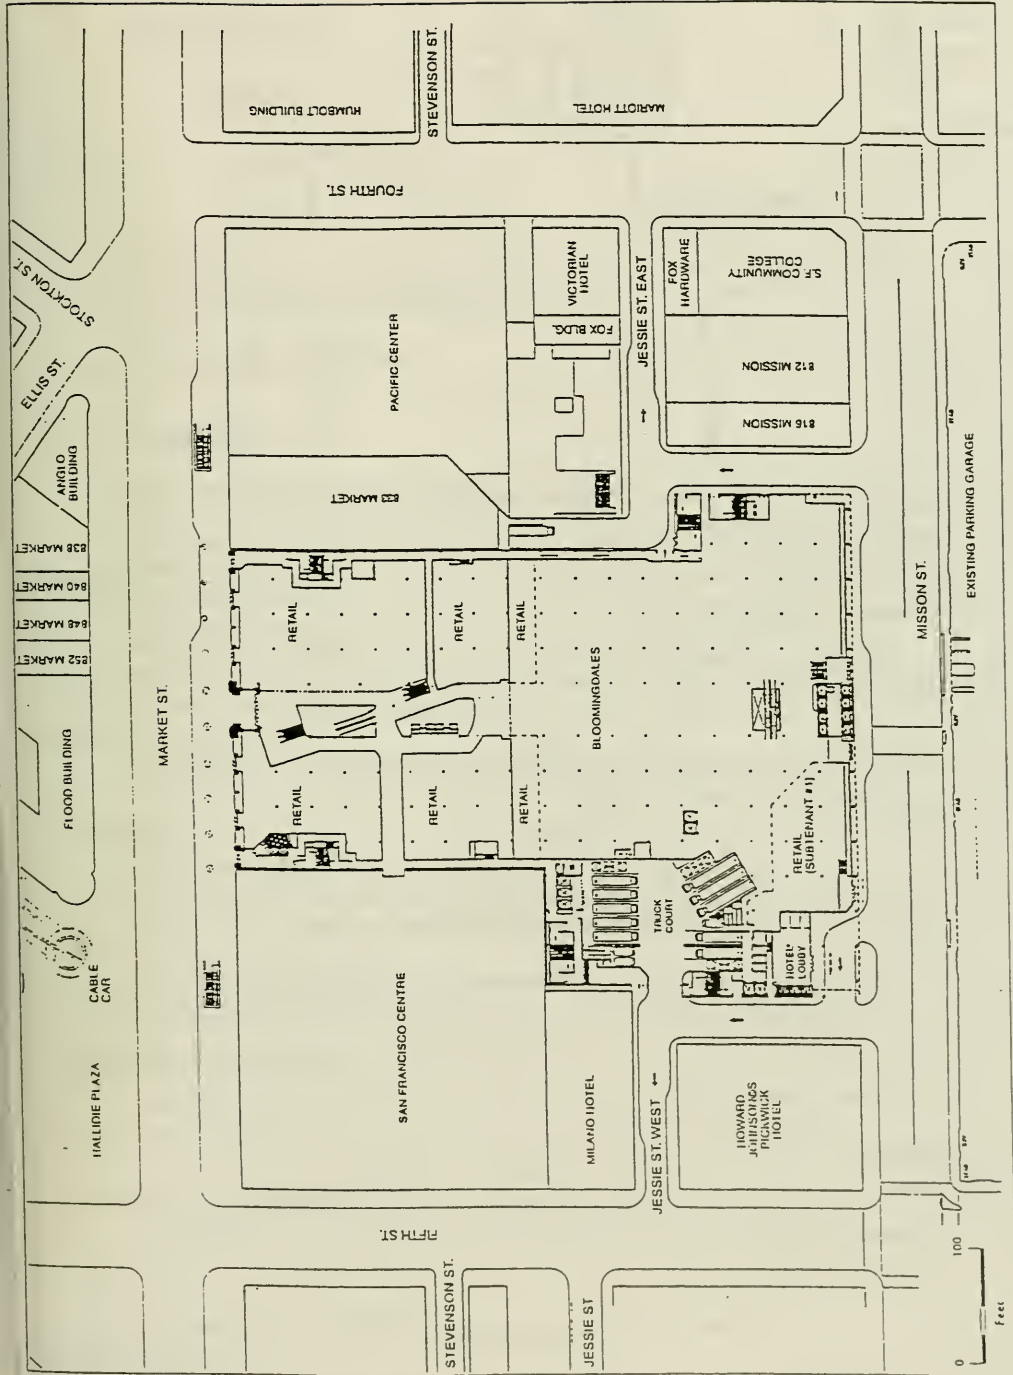 STOCKTON ST.
ELLIS ST.
ANGLO
BUILDING
838 MARKET
840 MARKET
848 MARKET
852 MARKET
FLOOD BUILDING
CABLE
CAR
HALLIDIE PLAZA
MARKET ST.
HUMBOLT BUILDING
STEVENSON ST.
MARIOTT HOTEL
FOURTH ST.
PACIFIC CENTER
833 MARKET
VICTORIAN
HOTEL
FOX BLDG.
JESSIE ST. EAST
FOX
HARDWARE
S.F. COMMUNITY
COLLEGE
812 MISSION
816 MISSION
RETAIL
RETAIL
RETAIL
RETAIL
RETAIL
RETAIL
BLOOMINGDALES
RETAIL
(SUBTENANT #1)
TRUCK
COURT
HOTEL
LOBBY
SAN FRANCISCO CENTRE
MILANO HOTEL
JESSIE ST. WEST
HOWARD
JOHNSONDS
PICKWICK
HOTEL
MISSON ST.
EXISTING PARKING GARAGE
FIFTH ST.
STEVENSON ST.
JESSIE ST
0
100
Feet